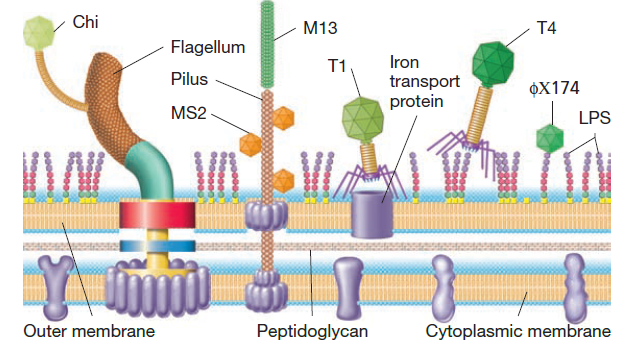 Chi
Flagellum
Pilus
MS2
M13
T1
Iron
transport
protein
T4
ϕX174
LPS
Outer membrane
Peptidoglycan
Cytoplasmic membrane